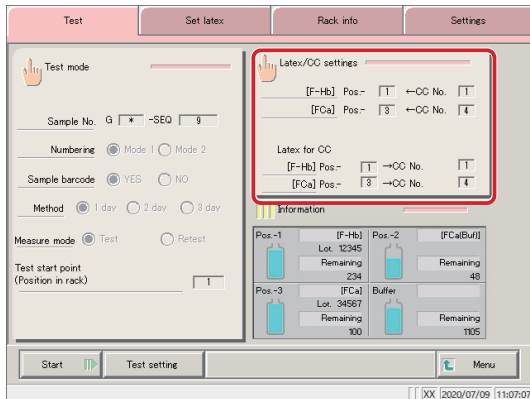 Test Set latex Rack info Settings
Test mode
Sample No. G * -SEQ 9
Numbering Mode 1 Mode 2
Sample barcode YES NO
Method 1 day 2 day 3 day
Measure mode Test Retest
Test start point
(Position in rack) 1
Latex/CC settings
[F-Hb] Pos.- 1 ←CC No. 1
[FCa] Pos.- 3 ←CC No. 4
Latex for CC
[F-Hb] Pos.- 1 →CC No. 1
[FCa] Pos.- 3 →CC No. 4
Information
Pos.-1 [F-Hb]
Lot. 12345
Remaining
234
Pos.-2 [FCa(Buf)]
Remaining
48
Pos.-3 [FCa]
Lot. 34567
Remaining
100
Buffer
Remaining
1105
Start Test setting Menu
XX 2020/07/09 11:07:07